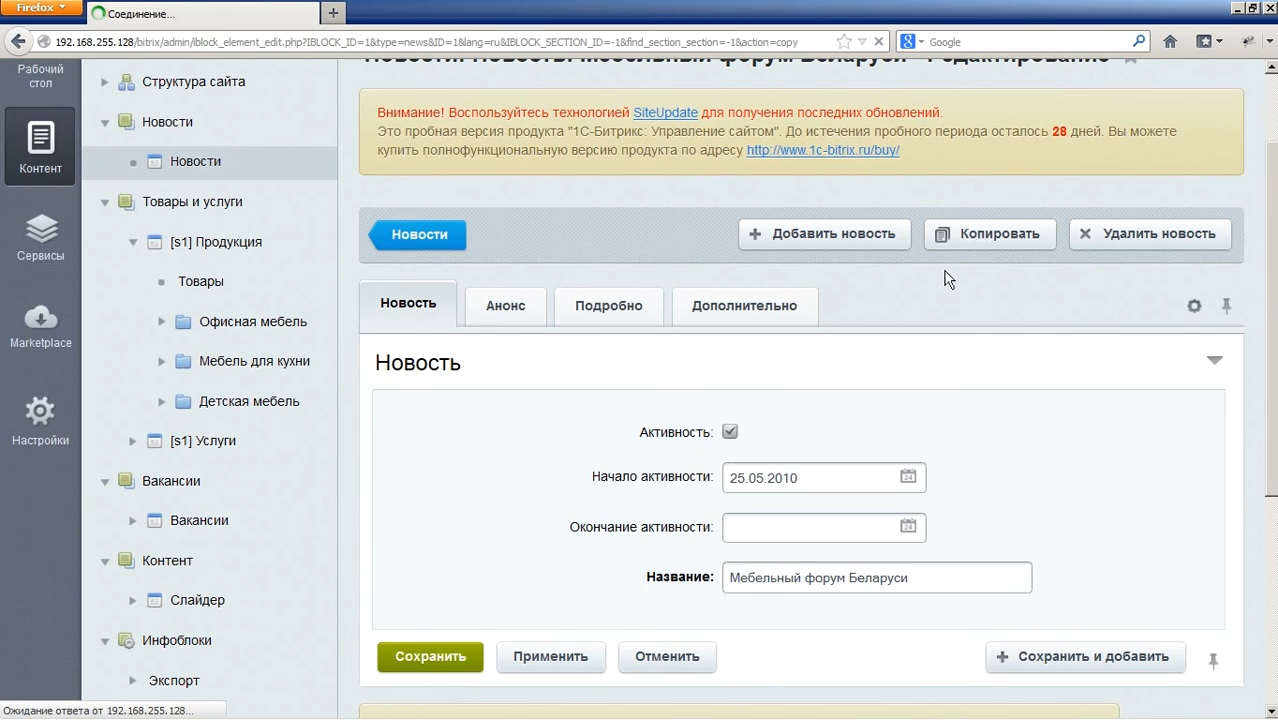 Firefox
Соединение...
192.168.255.128/bitrix/admin/iblock_element_edit.php?IBLOCK_ID=1&type=news&ID=1&lang=ru&IBLOCK_SECTION_ID=-1&find_section_section=-1&action=copy
Google
Рабочий стол
Контент
Сервисы
Marketplace
Настройки
Структура сайта
Новости
Новости
Товары и услуги
[s1] Продукция
Товары
Офисная мебель
Мебель для кухни
Детская мебель
[s1] Услуги
Вакансии
Вакансии
Контент
Слайдер
Инфоблоки
Экспорт
Новости: Новость: Мебельный форум Беларуси - Редактирование
Внимание! Воспользуйтесь технологией SiteUpdate для получения последних обновлений.
Это пробная версия продукта "1С-Битрикс: Управление сайтом". До истечения пробного периода осталось 28 дней. Вы можете
купить полнофункциональную версию продукта по адресу http://www.1c-bitrix.ru/buy/
Новости
Добавить новость
Копировать
Удалить новость
Новость
Анонс
Подробно
Дополнительно
Новость
Активность:
Начало активности: 25.05.2010
Окончание активности:
Название: Мебельный форум Беларуси
Сохранить
Применить
Отменить
Сохранить и добавить
Ожидание ответа от 192.168.255.128...